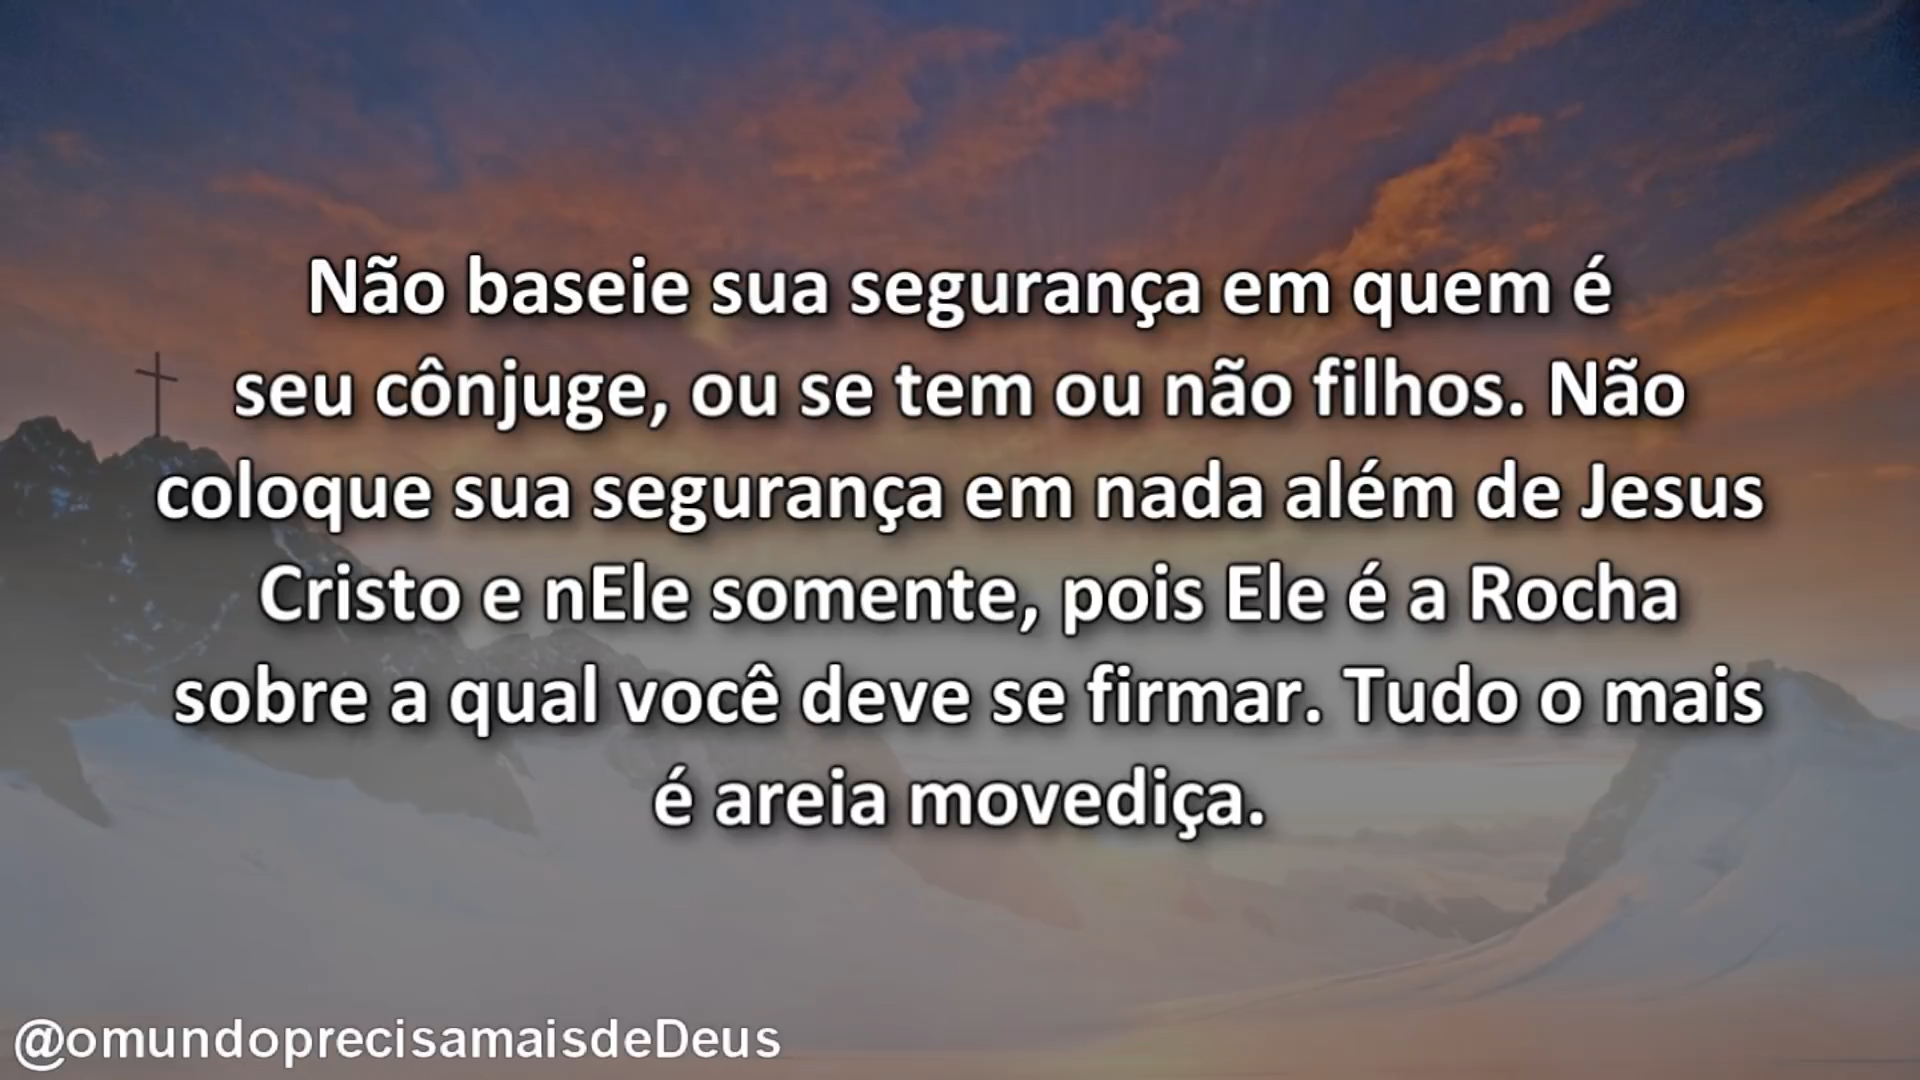 Não baseie sua segurança em quem é
seu cônjuge, ou se tem ou não filhos. Não
coloque sua segurança em nada além de Jesus
Cristo e nEle somente, pois Ele é a Rocha
sobre a qual você deve se firmar. Tudo o mais
é areia movediça.
@omundoprecisamaisdeDeus